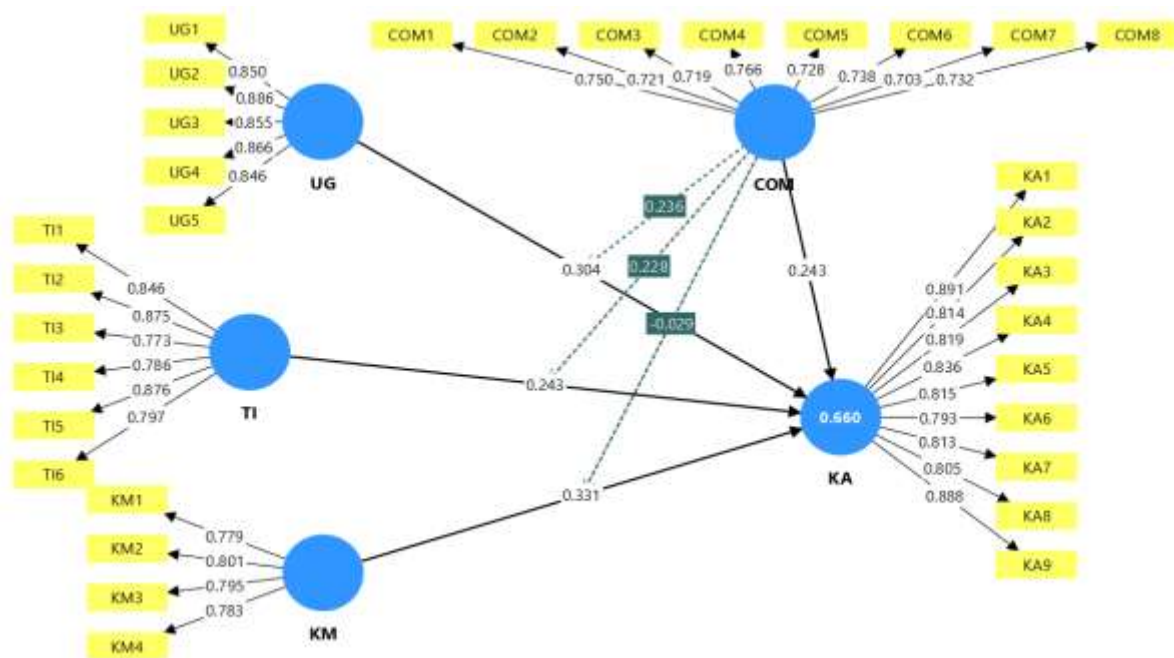 UG1
UG2
UG3
UG4
UG5
0.850
0.886
0.855
0.866
0.846
UG
COM1 COM2 COM3 COM4 COM5 COM6 COM7 COM8
0.750 0.721 0.719 0.766 0.728 0.738 0.703 0.732
COM
TI1
TI2
TI3
TI4
TI5
TI6
0.846
0.875
0.773
0.786
0.876
0.797
TI
KM1
KM2
KM3
KM4
0.779
0.801
0.795
0.783
KM
0.236
0.304
0.228
0.243
-0.029
0.243
0.331
0.660
KA
KA1
KA2
KA3
KA4
KA5
KA6
KA7
KA8
KA9
0.891
0.814
0.819
0.836
0.815
0.793
0.813
0.805
0.888